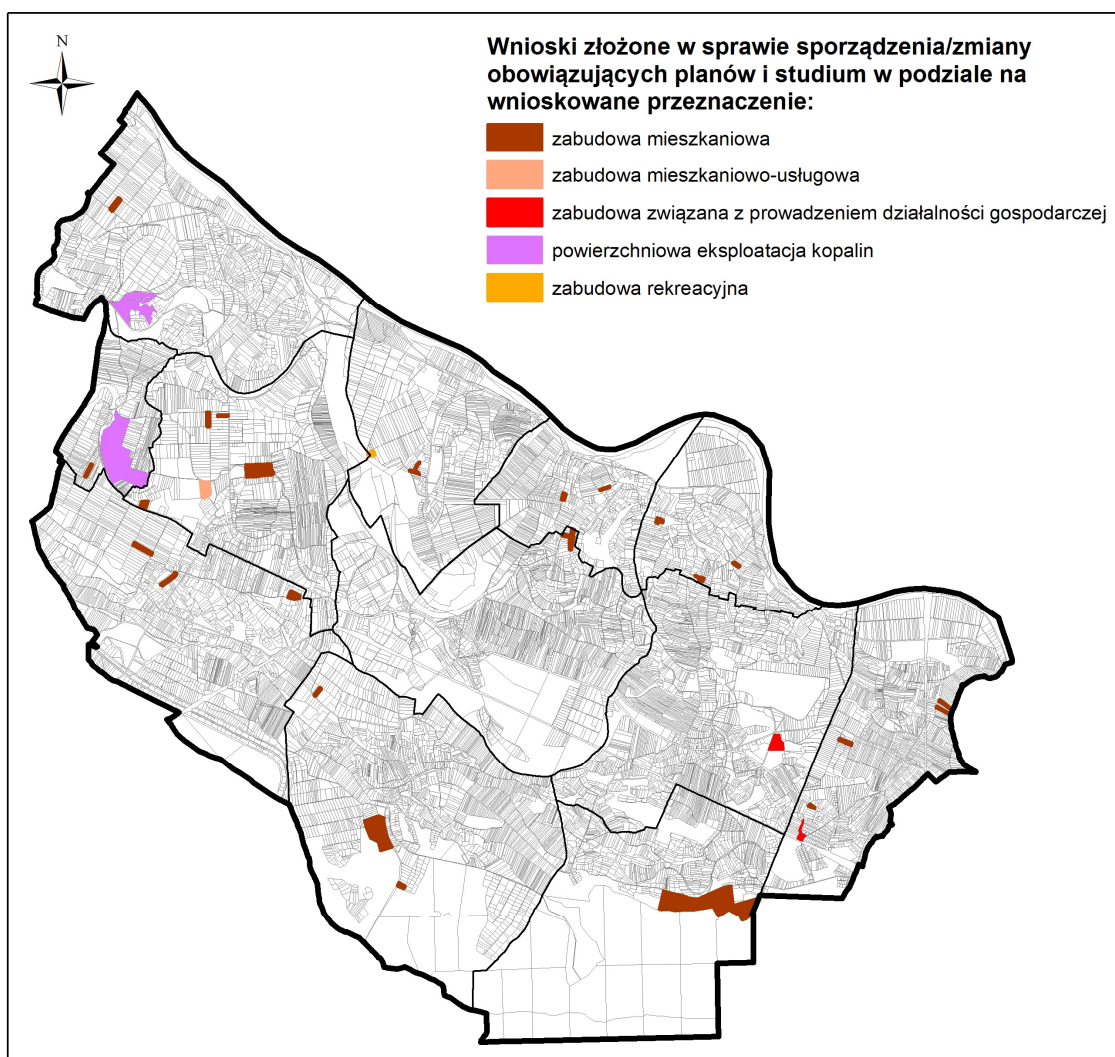 N
Wnioski złożone w sprawie sporządzenia/zmiany
obowiązujących planów i studium w podziale na
wnioskowane przeznaczenie:
zabudowa mieszkaniowa
zabudowa mieszkaniowo-usługowa
zabudowa związana z prowadzeniem działalności gospodarczej
powierzchniowa eksploatacja kopalin
zabudowa rekreacyjna